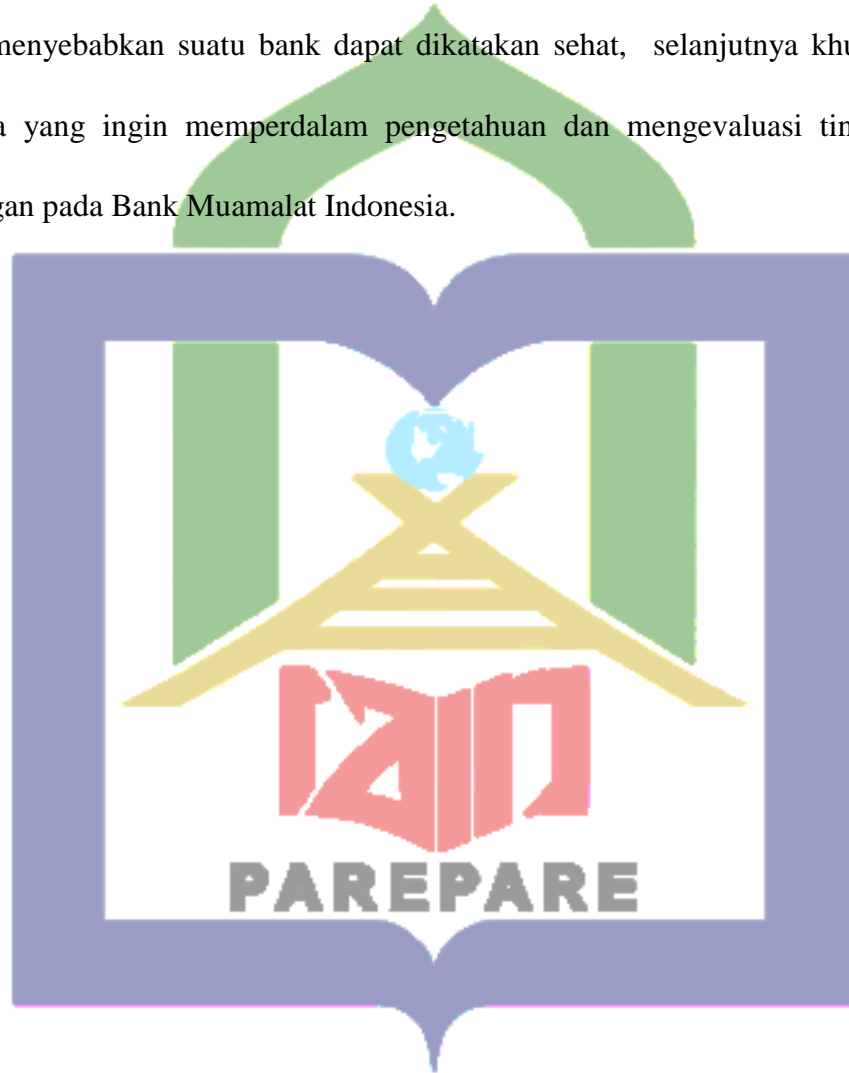 menyebabkan suatu bank dapat dikatakan sehat, selanjutnya khu
a yang ingin memperdalam pengetahuan dan mengevaluasi tin
gan pada Bank Muamalat Indonesia.
iain
PAREPARE